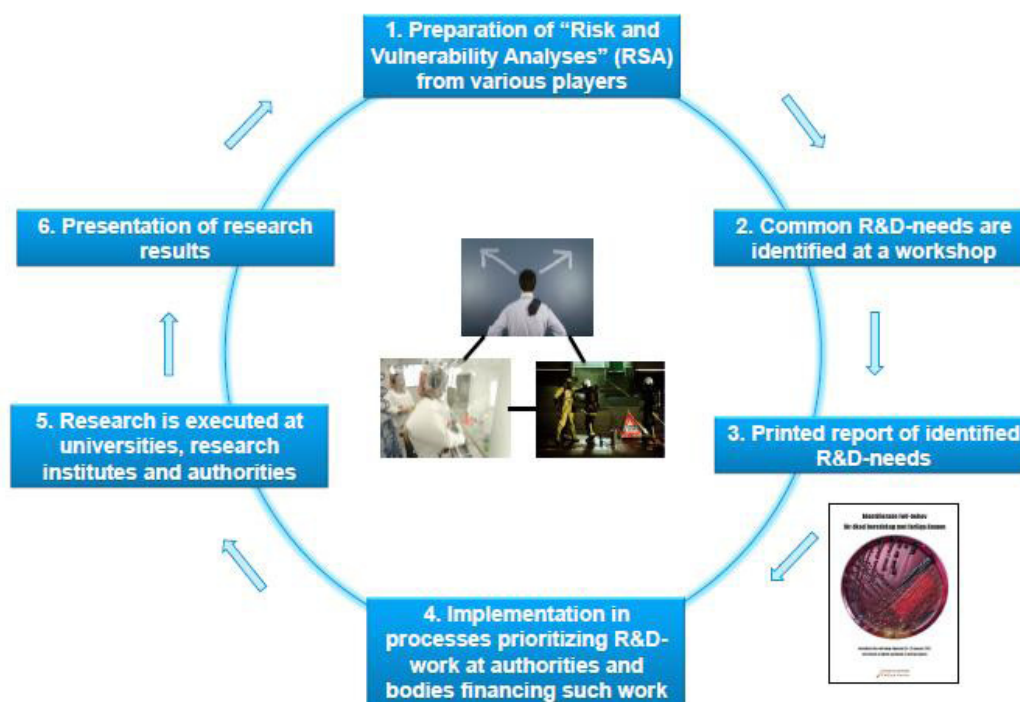 1. Preparation of “Risk and
Vulnerability Analyses” (RSA)
from various players
2. Common R&D-needs are
identified at a workshop
3. Printed report of identified
R&D-needs
4. Implementation in
processes prioritizing R&D-
work at authorities and
bodies financing such work
5. Research is executed at
universities, research
institutes and authorities
6. Presentation of research
results